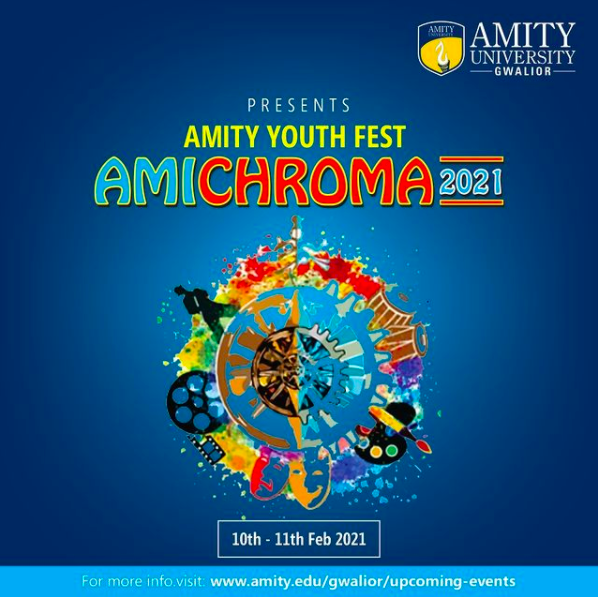 AMITY
AMITY
UNIVERSITY
GWALIOR
PRESENTS
AMITY YOUTH FEST
AMICHROMA 2021
10th - 11th Feb 2021
For more info.visit: www.amity.edu/gwalior/upcoming-events